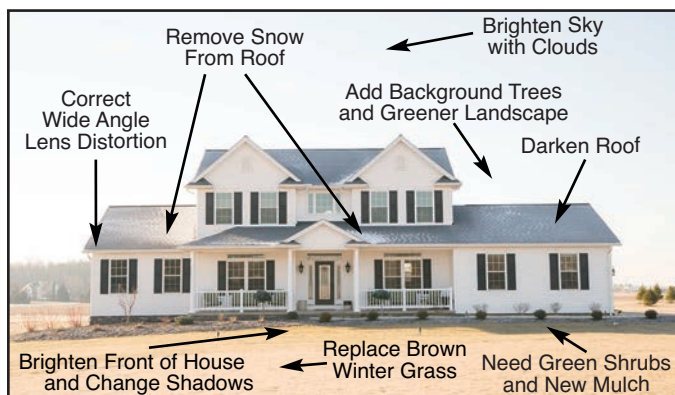 Brighten Sky
with Clouds
Remove Snow
From Roof
Add Background Trees
and Greener Landscape
Correct
Wide Angle
Lens Distortion
Darken Roof
Brighten Front of House
and Change Shadows
Replace Brown
Winter Grass
Need Green Shrubs
and New Mulch